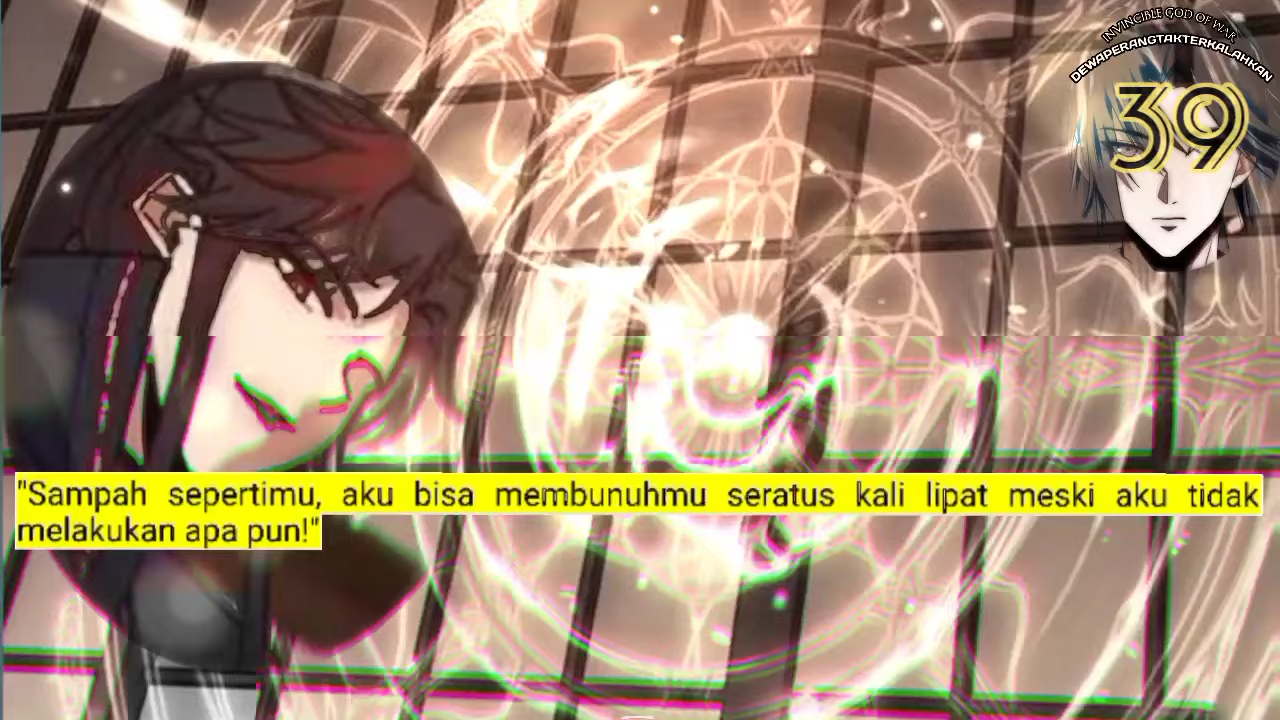 INVINCIBLE GOD OF WAR
DEWAPERANGTAKTERKALAHKAN
39
"Sampah sepertimu, aku bisa membunuhmu seratus kali lipat meski aku tidak
melakukan apa pun!"